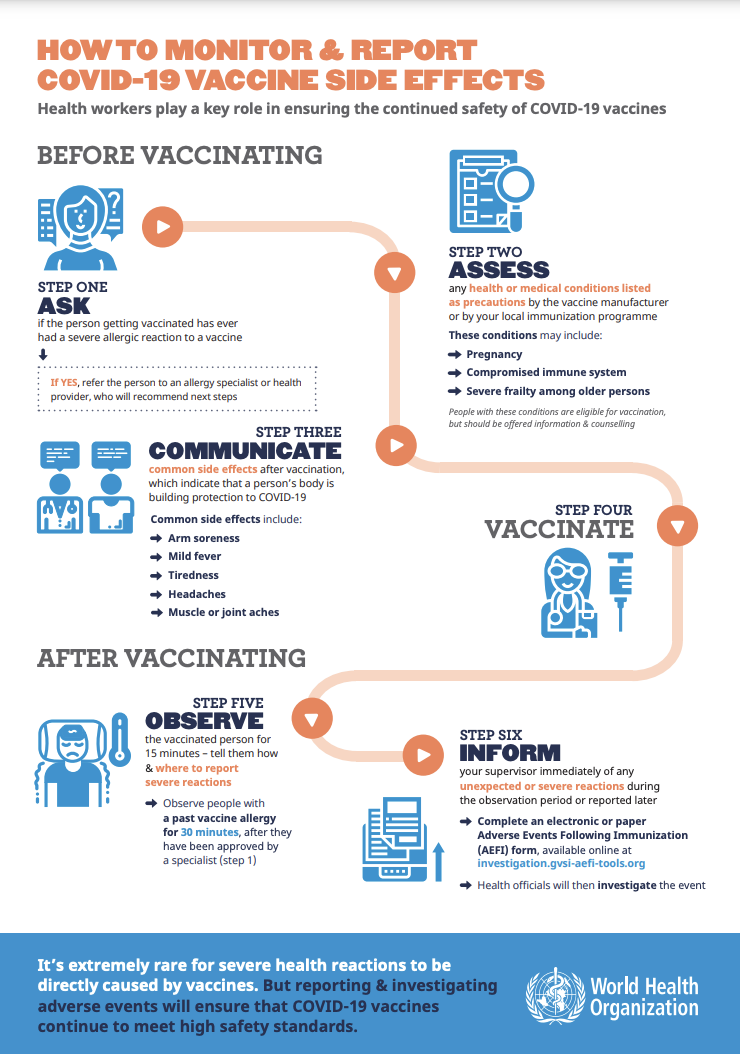 HOW TO MONITOR & REPORT
COVID-19 VACCINE SIDE EFFECTS
Health workers play a key role in ensuring the continued safety of COVID-19 vaccines
BEFORE VACCINATING
STEP ONE
ASK
if the person getting vaccinated has ever
had a severe allergic reaction to a vaccine
If YES, refer the person to an allergy specialist or health
provider, who will recommend next steps
STEP TWO
ASSESS
any health or medical conditions listed
as precautions by the vaccine manufacturer
or by your local immunization programme
These conditions may include:
Pregnancy
Compromised immune system
Severe frailty among older persons
People with these conditions are eligible for vaccination,
but should be offered information & counselling
STEP THREE
COMMUNICATE
common side effects after vaccination,
which indicate that a person's body is
building protection to COVID-19
Common side effects include:
Arm soreness
Mild fever
Tiredness
Headaches
Muscle or joint aches
STEP FOUR
VACCINATE
AFTER VACCINATING
STEP FIVE
OBSERVE
the vaccinated person for
15 minutes – tell them how
& where to report
severe reactions
Observe people with
a past vaccine allergy
for 30 minutes, after they
have been approved by
a specialist (step 1)
STEP SIX
INFORM
your supervisor immediately of any
unexpected or severe reactions during
the observation period or reported later
Complete an electronic or paper
Adverse Events Following Immunization
(AEFI) form, available online at
investigation.gvsi-aefi-tools.org
Health officials will then investigate the event
It's extremely rare for severe health reactions to be
directly caused by vaccines. But reporting & investigating
adverse events will ensure that COVID-19 vaccines
continue to meet high safety standards.
World Health
Organization